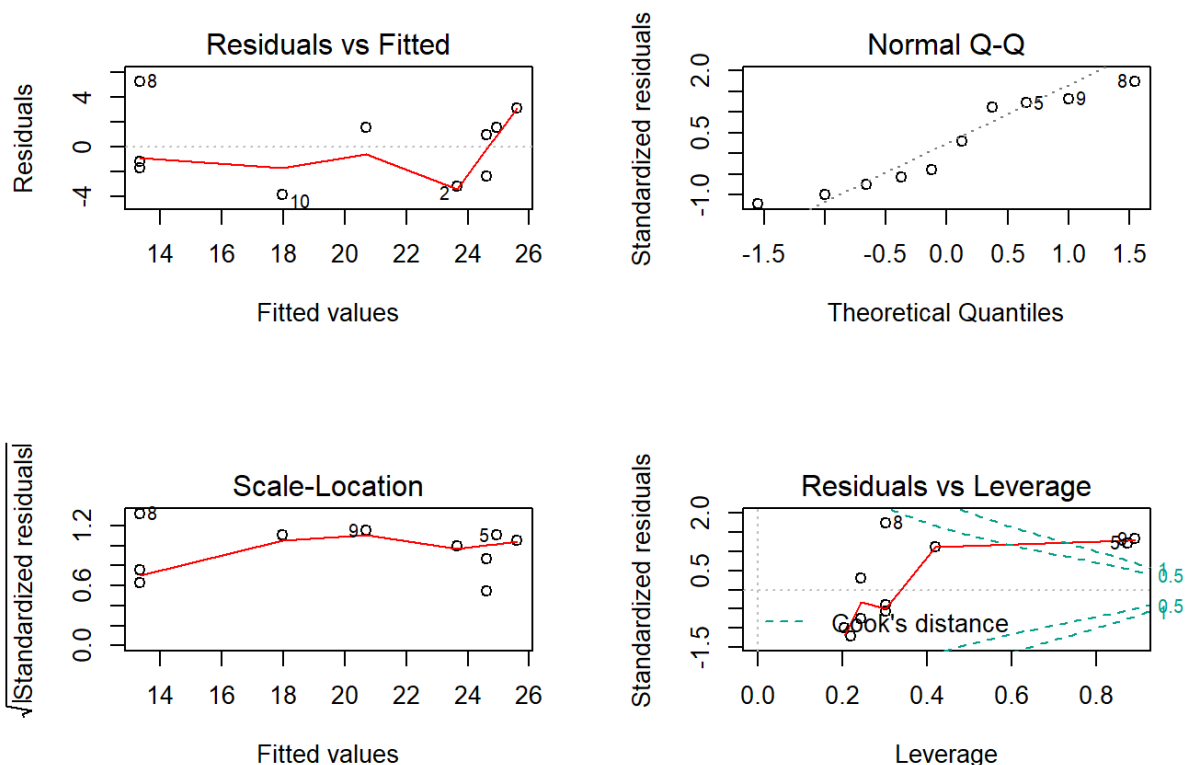 Residuals vs Fitted
Residuals
4
0
-4
8
10
2
14 16 18 20 22 24 26
Fitted values
Normal Q-Q
Standardized residuals
2.0
0.5
-1.0
8
5
9
-1.5 -0.5 0.0 0.5 1.0 1.5
Theoretical Quantiles
Scale-Location
√|Standardized residuals|
1.2
0.6
0.0
8
9
5
14 16 18 20 22 24 26
Fitted values
Residuals vs Leverage
Standardized residuals
2.0
0.5
-1.5
8
9
5
1
0.5
0.5
1
Cook's distance
0.0 0.2 0.4 0.6 0.8
Leverage